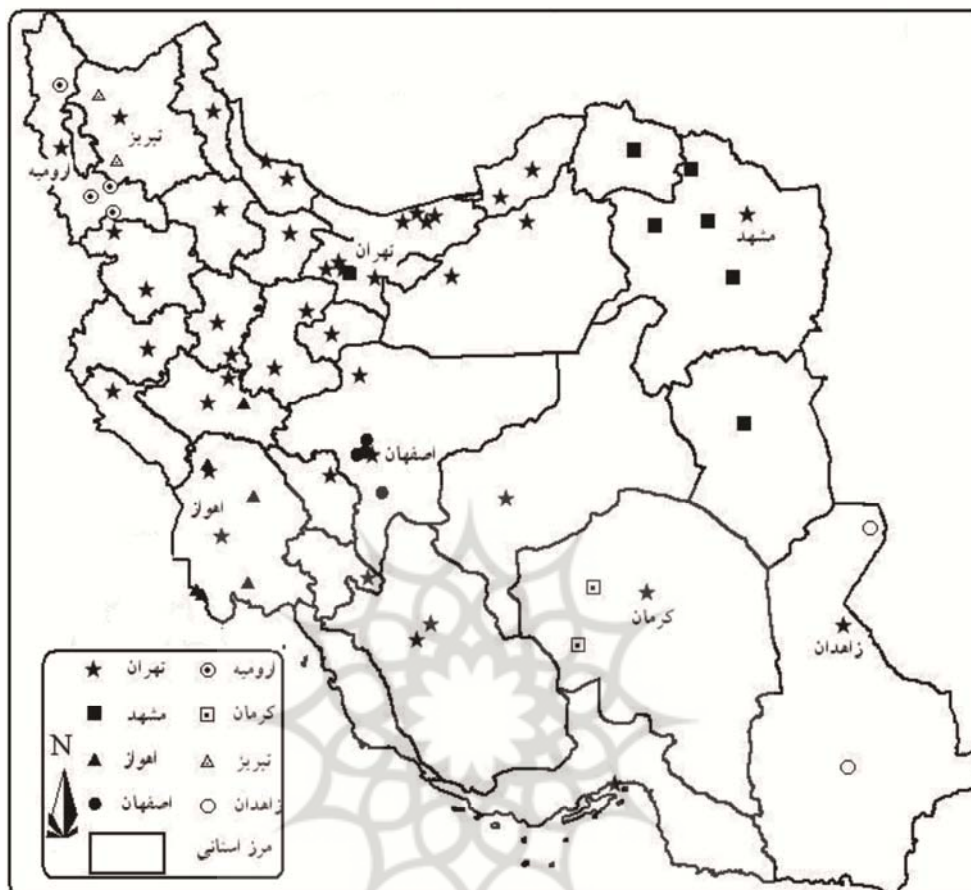 تبریز
ارومیه
تهران
مشهد
اصفهان
اهواز
کرمان
زاهدان
تهران
ارومیه
مشهد
کرمان
N
اهواز
تبریز
اصفهان
زاهدان
مرز استانی